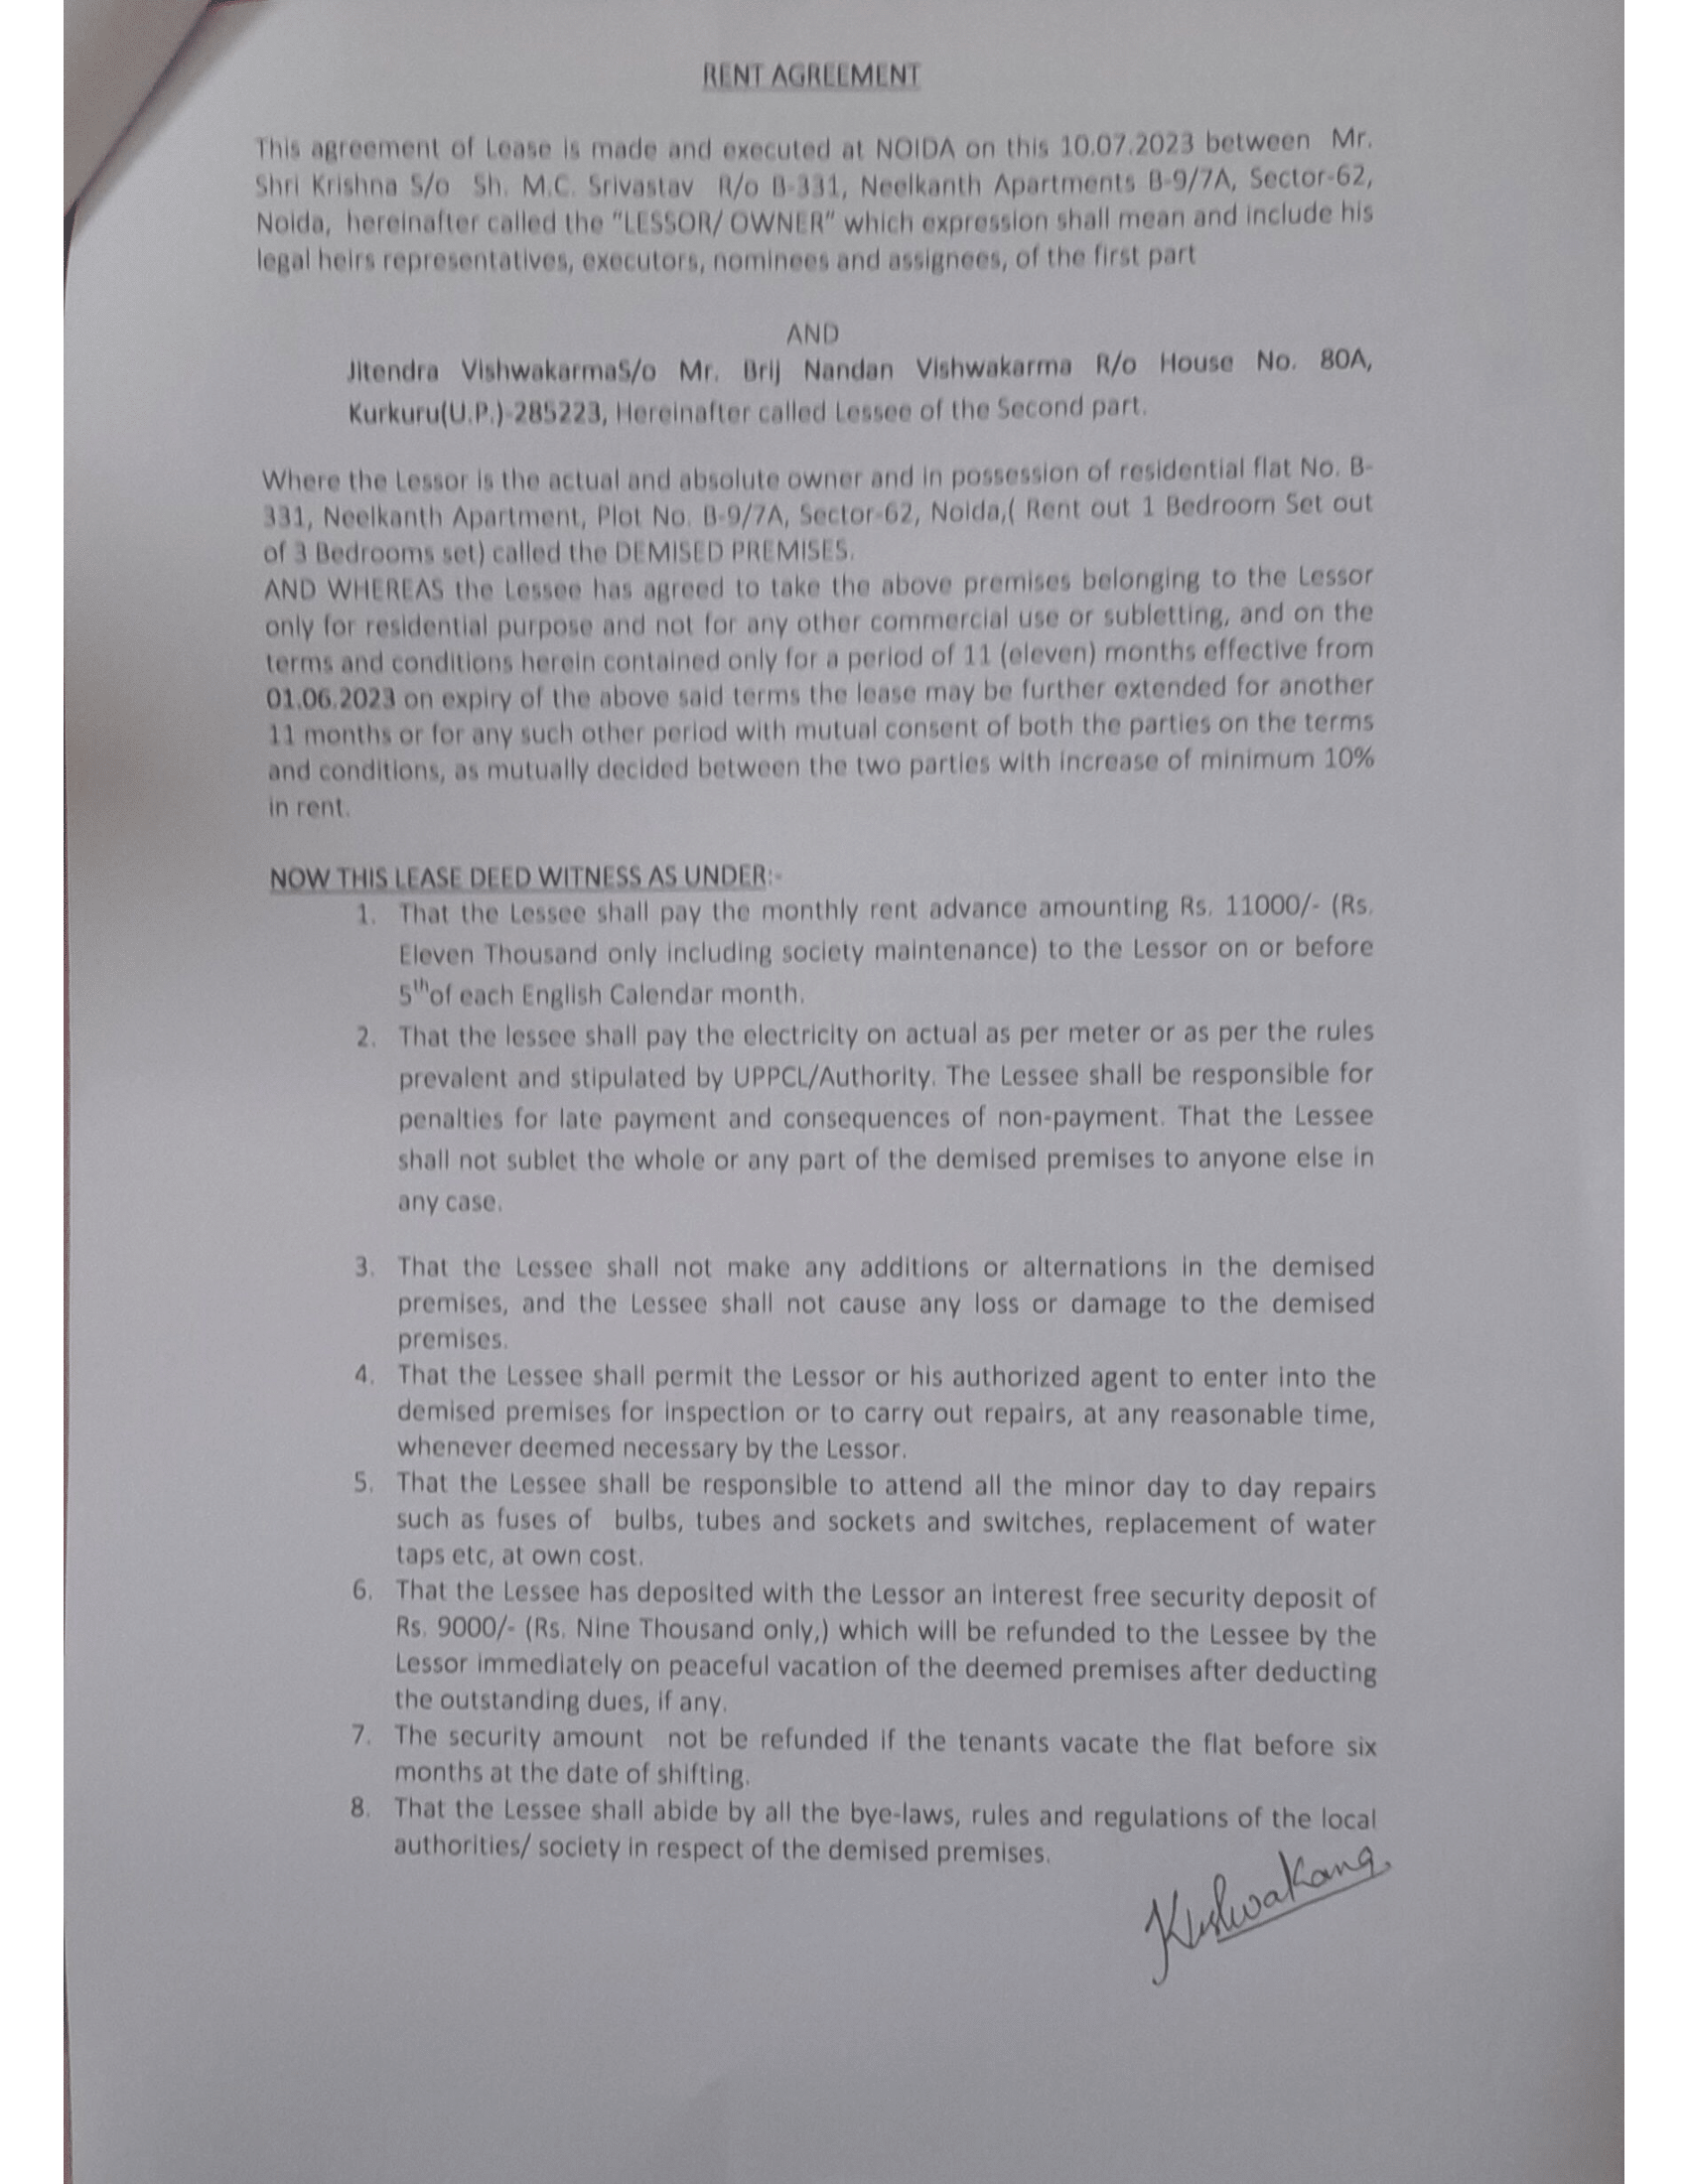 RENT AGREEMENT
This agreement of Lease is made and executed at NOIDA on this 10.07.2023 between Mr.
Shri Krishna S/o Sh. M.C. Srivastav R/o B-331, Neelkanth Apartments B-9/7A, Sector-62,
Noida, hereinafter called the "LESSOR/ OWNER" which expression shall mean and include his
legal heirs representatives, executors, nominees and assignees, of the first part
AND
Jitendra VishwakarmaS/o Mr. Brij Nandan Vishwakarma R/o House No. 80A,
Kurkuru(U.P.)-285223, Hereinafter called Lessee of the Second part.
Where the Lessor is the actual and absolute owner and in possession of residential flat No. B-
331, Neelkanth Apartment, Plot No. B-9/7A, Sector-62, Noida,( Rent out 1 Bedroom Set out
of 3 Bedrooms set) called the DEMISED PREMISES.
AND WHEREAS the Lessee has agreed to take the above premises belonging to the Lessor
only for residential purpose and not for any other commercial use or subletting, and on the
terms and conditions herein contained only for a period of 11 (eleven) months effective from
01.06.2023 on expiry of the above said terms the lease may be further extended for another
11 months or for any such other period with mutual consent of both the parties on the terms
and conditions, as mutually decided between the two parties with increase of minimum 10%
in rent.
NOW THIS LEASE DEED WITNESS AS UNDER:-
1. That the Lessee shall pay the monthly rent advance amounting Rs. 11000/- (Rs.
Eleven Thousand only including society maintenance) to the Lessor on or before
5thof each English Calendar month.
2. That the lessee shall pay the electricity on actual as per meter or as per the rules
prevalent and stipulated by UPPCL/Authority. The Lessee shall be responsible for
penalties for late payment and consequences of non-payment. That the Lessee
shall not sublet the whole or any part of the demised premises to anyone else in
any case.
3. That the Lessee shall not make any additions or alternations in the demised
premises, and the Lessee shall not cause any loss or damage to the demised
premises.
4. That the Lessee shall permit the Lessor or his authorized agent to enter into the
demised premises for inspection or to carry out repairs, at any reasonable time,
whenever deemed necessary by the Lessor.
5. That the Lessee shall be responsible to attend all the minor day to day repairs
such as fuses of bulbs, tubes and sockets and switches, replacement of water
taps etc, at own cost.
6. That the Lessee has deposited with the Lessor an interest free security deposit of
Rs. 9000/- (Rs. Nine Thousand only,) which will be refunded to the Lessee by the
Lessor immediately on peaceful vacation of the deemed premises after deducting
the outstanding dues, if any.
7. The security amount not be refunded if the tenants vacate the flat before six
months at the date of shifting.
8. That the Lessee shall abide by all the bye-laws, rules and regulations of the local
authorities/ society in respect of the demised premises.